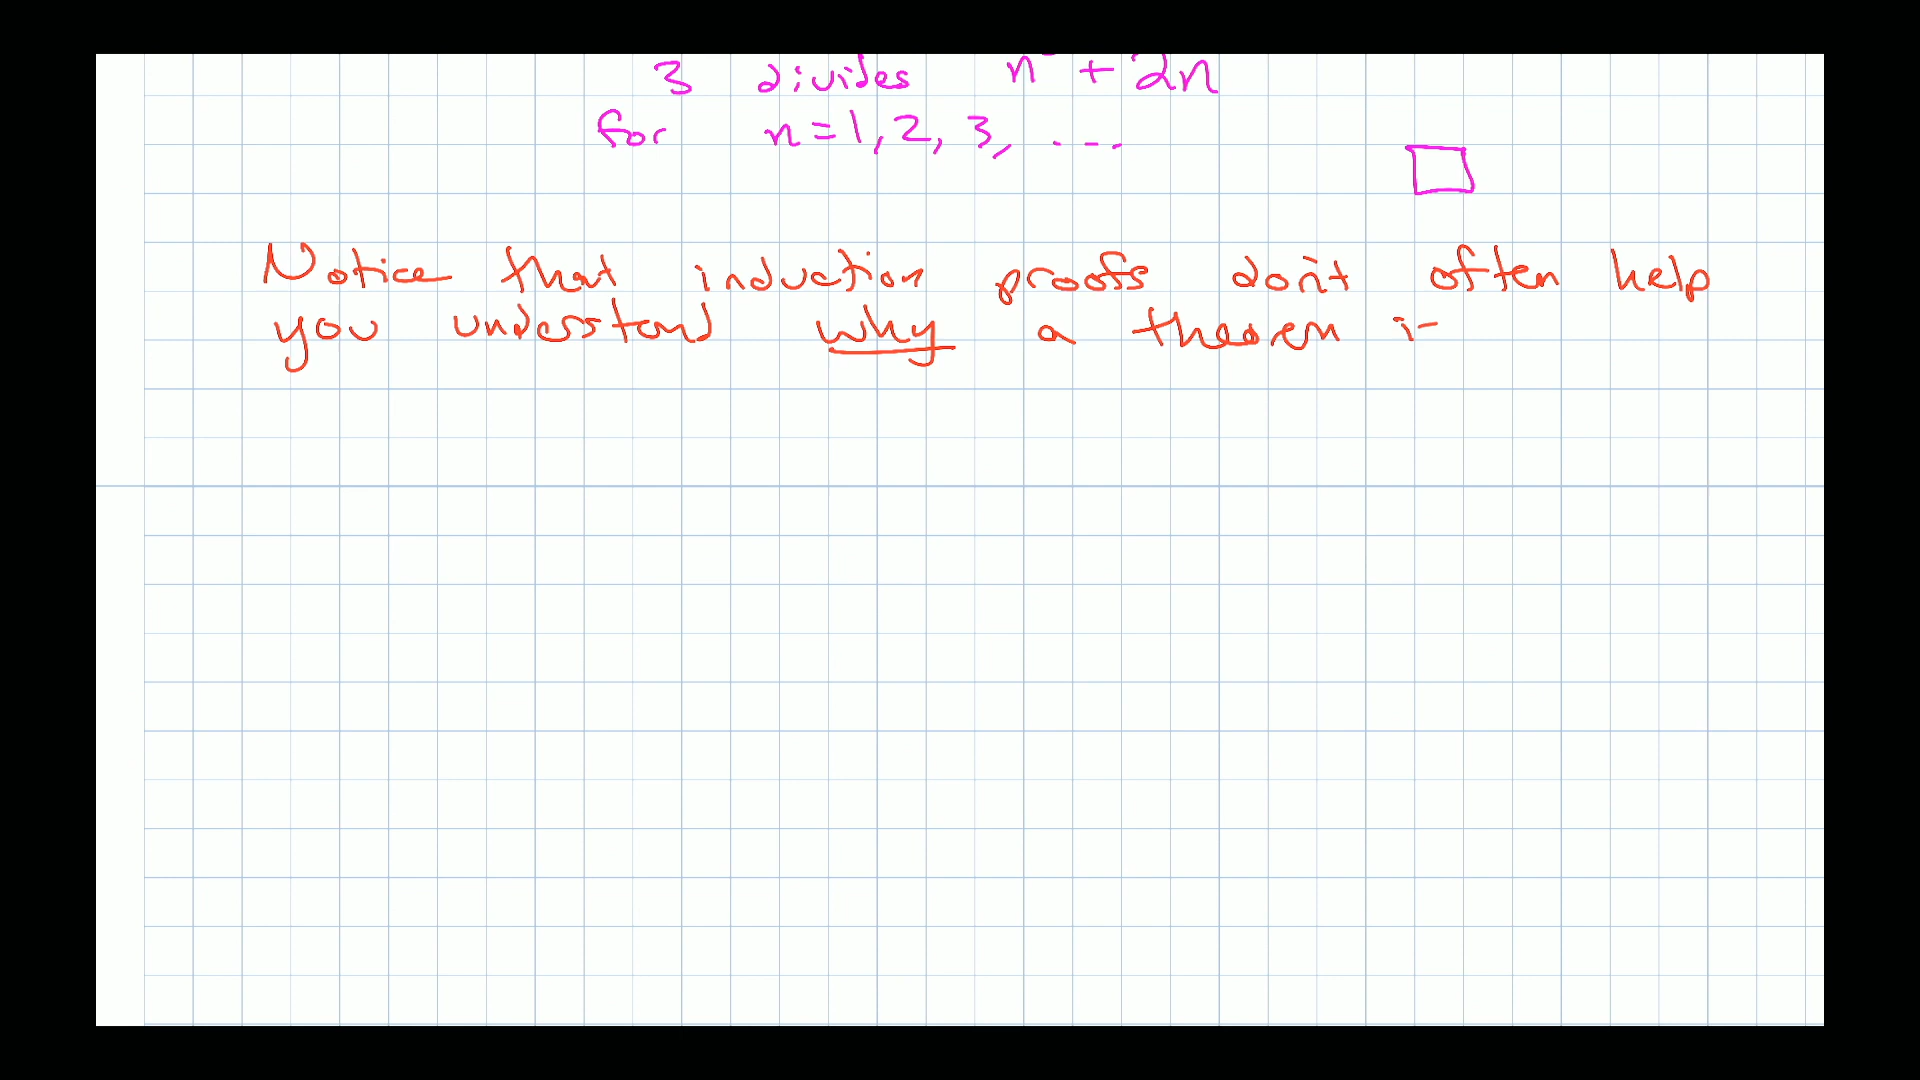 3 divides n + 2n
for n=1, 2, 3, ...
Notice that induction proofs don't often help
you understand why a theorem i